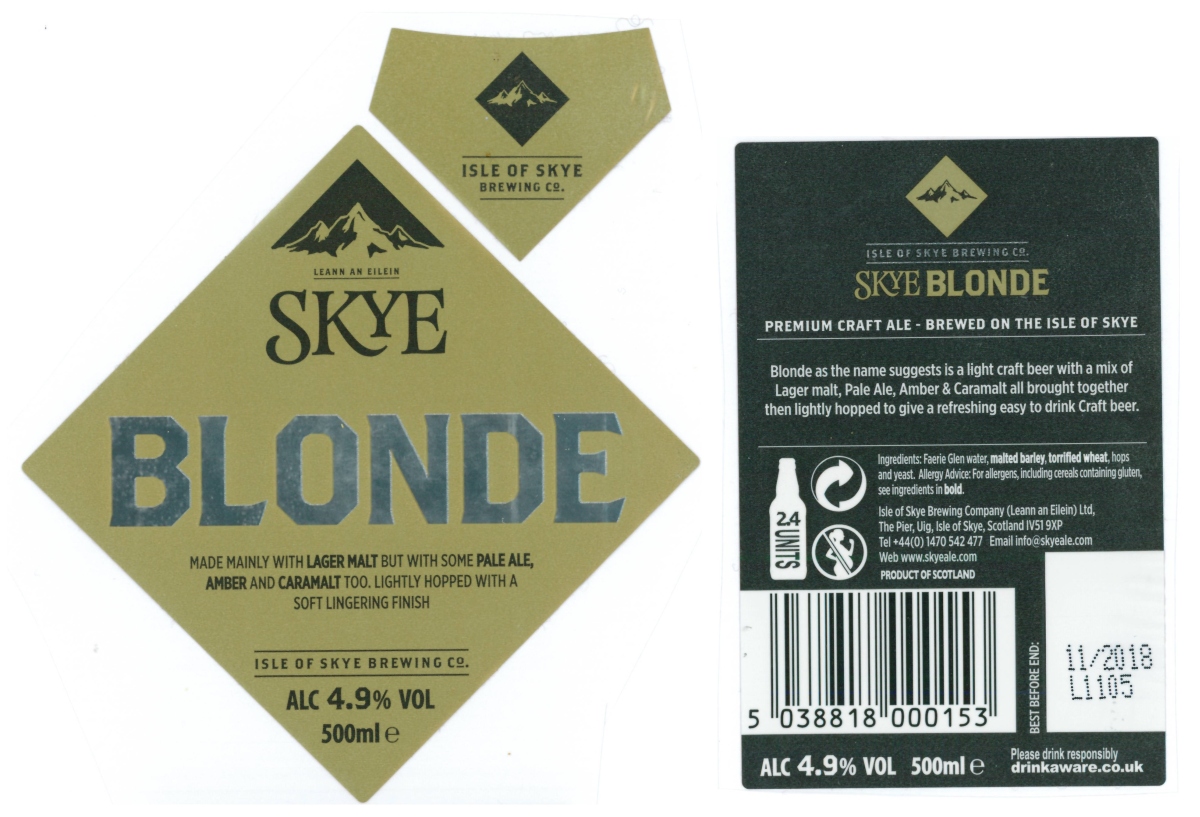 ISLE OF SKYE
BREWING Cº.
LEANN AN EILEIN
SKYE
BLONDE
MADE MAINLY WITH LAGER MALT BUT WITH SOME PALE ALE,
AMBER AND CARAMALT TOO. LIGHTLY HOPPED WITH A
SOFT LINGERING FINISH
ISLE OF SKYE BREWING Cº.
ALC 4.9% VOL
500ml ℮
ISLE OF SKYE BREWING Cº.
SKYE BLONDE
PREMIUM CRAFT ALE - BREWED ON THE ISLE OF SKYE
Blonde as the name suggests is a light craft beer with a mix of
Lager malt, Pale Ale, Amber & Caramalt all brought together
then lightly hopped to give a refreshing easy to drink Craft beer.
Ingredients: Faerie Glen water, malted barley, torrified wheat, hops
and yeast. Allergy Advice: For allergens, including cereals containing gluten,
see ingredients in bold.
Isle of Skye Brewing Company (Leann an Eilein) Ltd,
The Pier, Uig, Isle of Skye, Scotland IV51 9XP
Tel +44(0) 1470 542 477 Email info@skyeale.com
Web www.skyeale.com
PRODUCT OF SCOTLAND
2.4
UNITS
5 038818 000153
BEST BEFORE END:
11/2018
L1105
ALC 4.9% VOL 500ml ℮
Please drink responsibly
drinkaware.co.uk